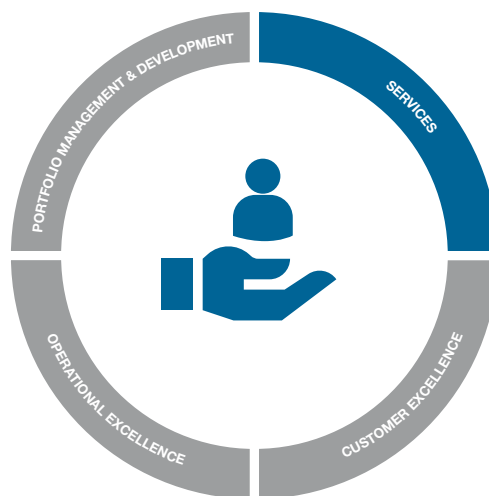 PORTFOLIO MANAGEMENT & DEVELOPMENT
SERVICES
OPERATIONAL EXCELLENCE
CUSTOMER EXCELLENCE